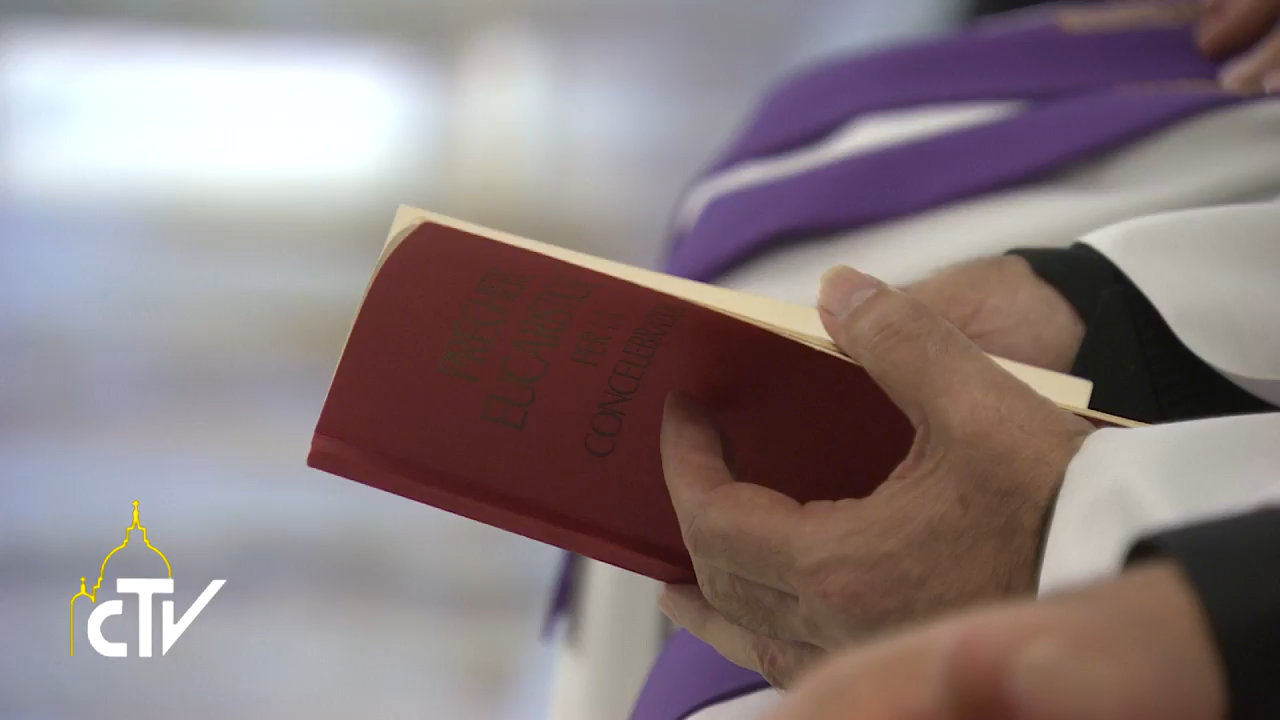 PREGHIERE
EUCARISTICHE
PER LA
CONCELEBRAZIONE
CTV